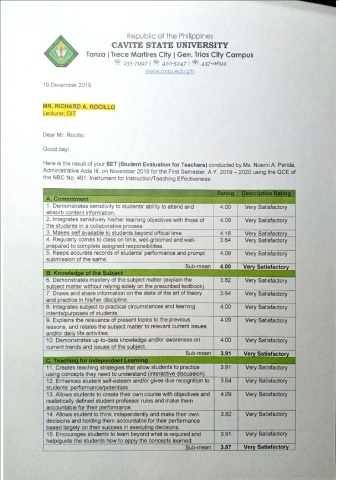 Republic of the Philippines
CAVITE STATE UNIVERSITY
Tanza | Trece Martires City | Gen. Trias City Campus
☏ 235-7997 | ☏ 420-5247 | ☏ 437-0693
www.cvsu.edu.ph
19 December 2019
MR. RICHARD A. ROCILLO
Lecturer, DIT
Dear Mr. Rocillo
Good day!
Here is the result of your SET (Student Evaluation for Teachers) conducted by Ms. Noemi A. Perida,
Administrative Aide III, on November 2019 for the First Semester, A.Y. 2019 – 2020 using the QCE of
the NBC No. 461: Instrument for Instruction/Teaching Effectiveness:
Rating Descriptive Rating
A. Commitment
1. Demonstrates sensitivity to students' ability to attend and
absorb content information. 4.00 Very Satisfactory
2. Integrates sensitively his/her learning objectives with those of
the students in a collaborative process. 4.09 Very Satisfactory
3. Makes self available to students beyond official time. 4.18 Very Satisfactory
4. Regularly comes to class on time, well-groomed and well-
prepared to complete assigned responsibilities. 3.64 Very Satisfactory
5. Keeps accurate records of students' performance and prompt
submission of the same. 4.09 Very Satisfactory
Sub-mean 4.00 Very Satisfactory
B. Knowledge of the Subject
6. Demonstrates mastery of the subject matter (explain the
subject matter without relying solely on the prescribed textbook). 3.82 Very Satisfactory
7. Draws and share information on the state of the art of theory
and practice in his/her discipline. 3.64 Very Satisfactory
8. Integrates subject to practical circumstances and learning
intents/purposes of students. 4.00 Very Satisfactory
9. Explains the relevance of present topics to the previous
lessons, and relates the subject matter to relevant current issues
and/or daily life activities. 4.09 Very Satisfactory
10. Demonstrates up-to-date knowledge and/or awareness on
current trends and issues of the subject. 4.00 Very Satisfactory
Sub-mean 3.91 Very Satisfactory
C. Teaching for Independent Learning
11. Creates teaching strategies that allow students to practice
using concepts they need to understand (interactive discussion). 3.91 Very Satisfactory
12. Enhances student self-esteem and/or gives due recognition to
students' performance/potentials. 3.64 Very Satisfactory
13. Allows students to create their own course with objectives and
realistically defined student-professor rules and make them
accountable for their performance. 4.09 Very Satisfactory
14. Allow students to think independently and make their own
decisions and holding them accountable for their performance
based largely on their success in executing decisions. 3.82 Very Satisfactory
15. Encourages students to learn beyond what is required and
help/guide the students how to apply the concepts learned. 3.91 Very Satisfactory
Sub-mean 3.87 Very Satisfactory